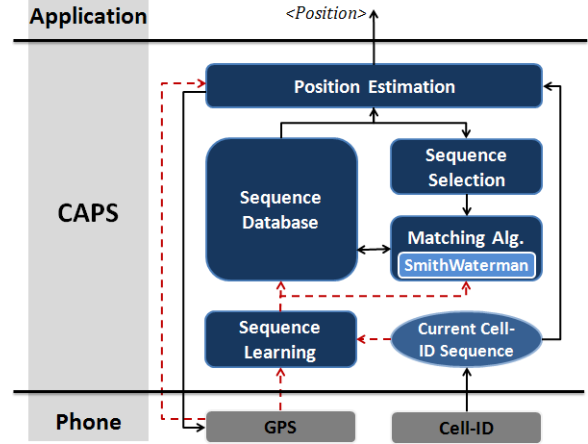 Application
<Position>
Position Estimation
Sequence
Selection
Sequence
Database
CAPS
Matching Alg.
SmithWaterman
Sequence
Learning
Current Cell-
ID Sequence
Phone
GPS
Cell-ID